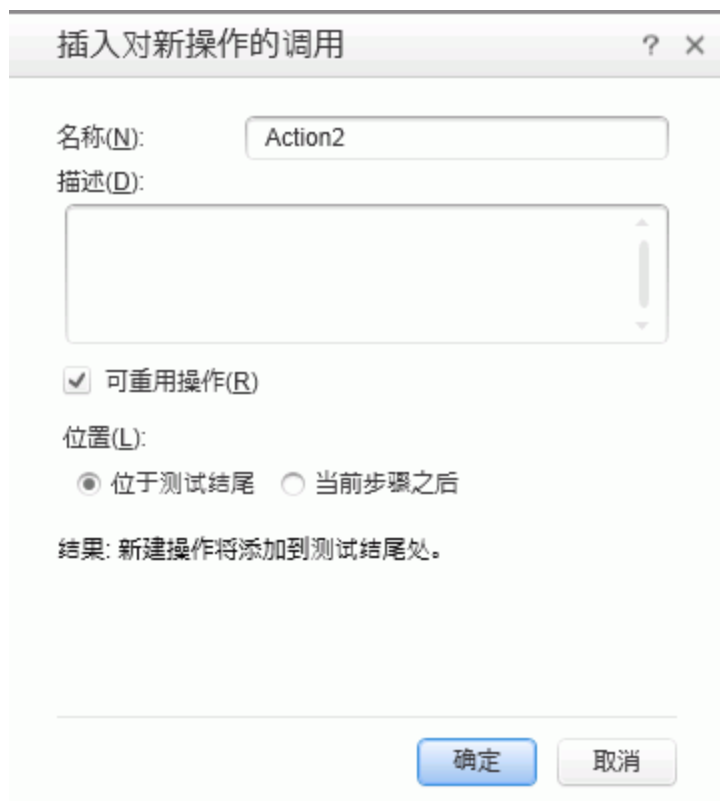 插入对新操作的调用 ? ×
名称(N): Action2
描述(D):
可重用操作(R)
位置(L):
位于测试结尾 当前步骤之后
结果: 新建操作将添加到测试结尾处。
确定 取消